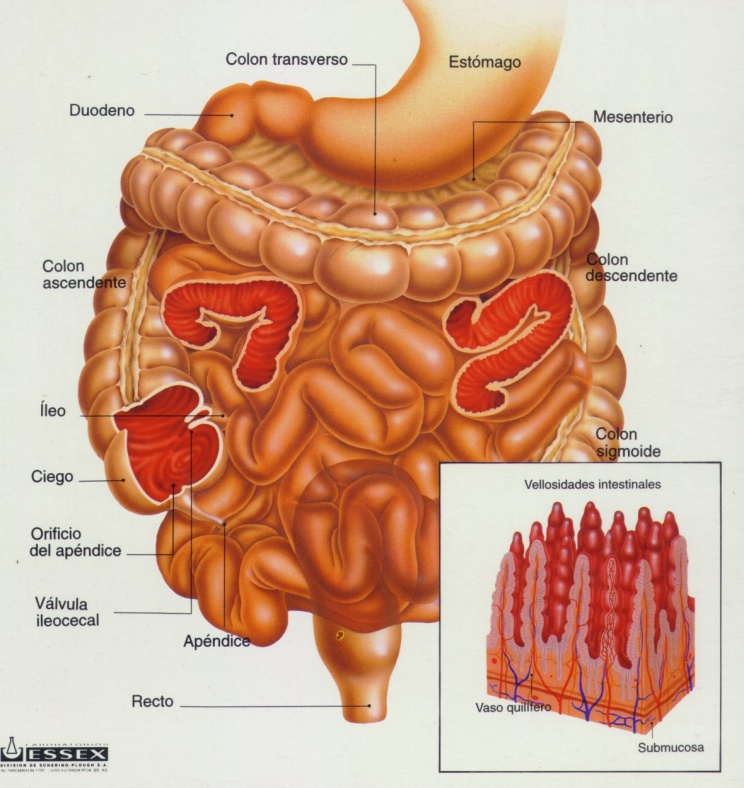 Colon transverso
Estómago
Duodeno
Mesenterio
Colon
ascendente
Colon
descendente
Íleo
Colon
sigmoide
Ciego
Vellosidades intestinales
Orificio
del apéndice
Válvula
ileocecal
Apéndice
Recto
Vaso quilífero
Submucosa
LABORATORIOS
ESSEX
DIVISION DE SCHERING-PLOUGH S.A.